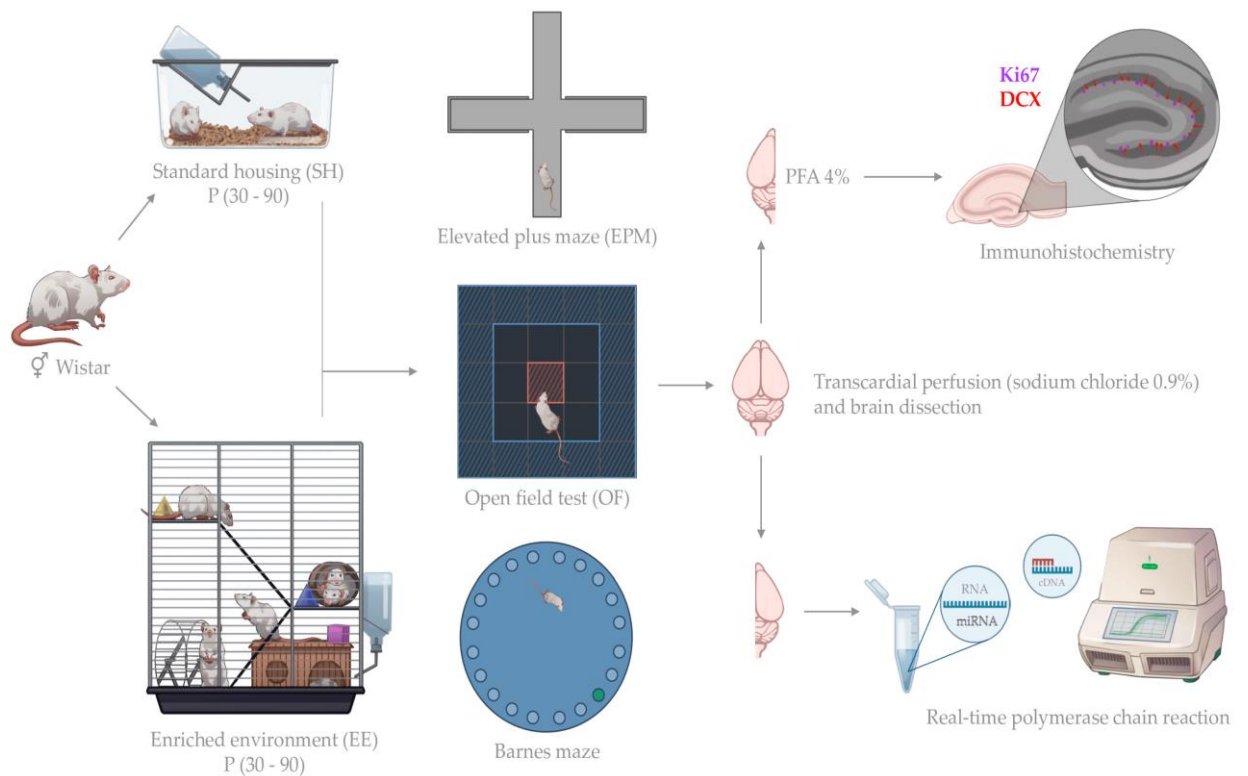 Standard housing (SH)
P (30 - 90)
Wistar
Enriched environment (EE)
P (30 - 90)
Elevated plus maze (EPM)
Open field test (OF)
Barnes maze
PFA 4%
Ki67
DCX
Immunohistochemistry
Transcardial perfusion (sodium chloride 0.9%)
and brain dissection
RNA
miRNA
cDNA
Real-time polymerase chain reaction